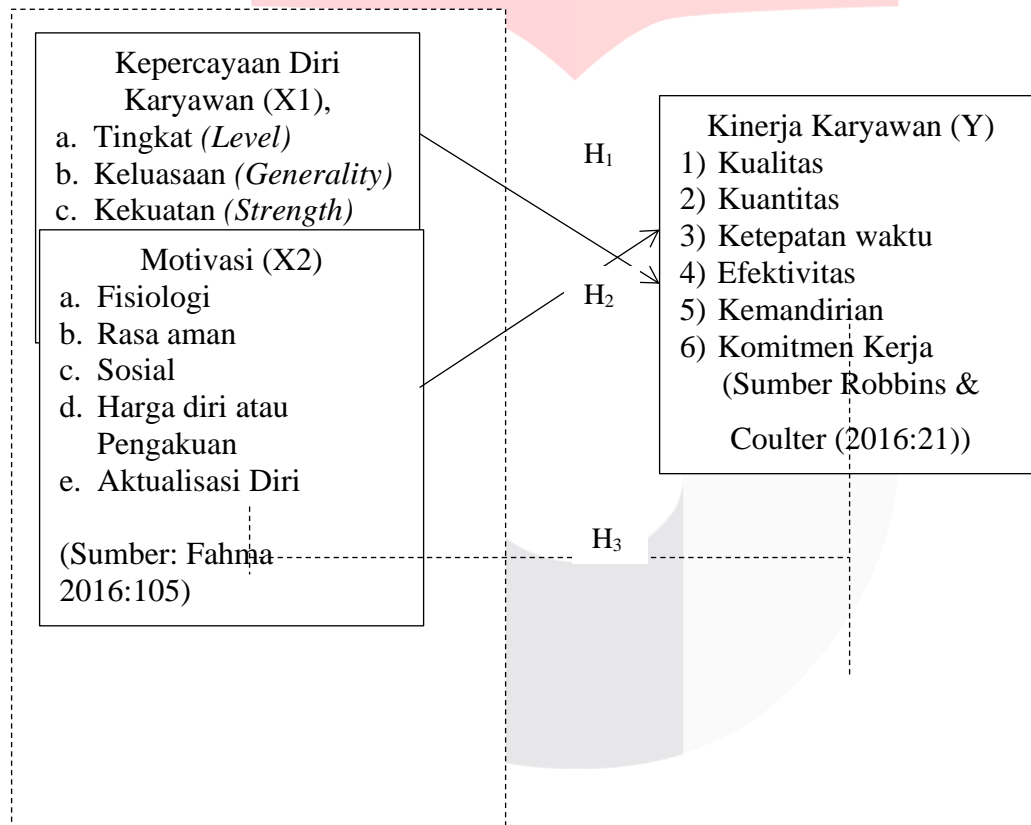 Kepercayaan Diri
Karyawan (X1),
a. Tingkat (Level)
b. Keluasaan (Generality)
c. Kekuatan (Strength)
Motivasi (X2)
a. Fisiologi
b. Rasa aman
c. Sosial
d. Harga diri atau
Pengakuan
e. Aktualisasi Diri
(Sumber: Fahma
2016:105)
H1
H2
H3
Kinerja Karyawan (Y)
1) Kualitas
2) Kuantitas
3) Ketepatan waktu
4) Efektivitas
5) Kemandirian
6) Komitmen Kerja
(Sumber Robbins &
Coulter (2016:21))